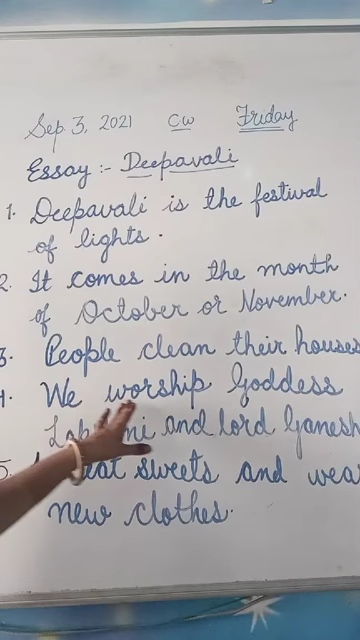 Sep. 3, 2021 CW Friday
Essay :- Deepavali
1. Deepavali is the festival
of lights.
2. It comes in the month
of October or November.
3. People clean their houses
4. We worship Goddess
and lord Ganesh
5. sweets and wea
new clothes.